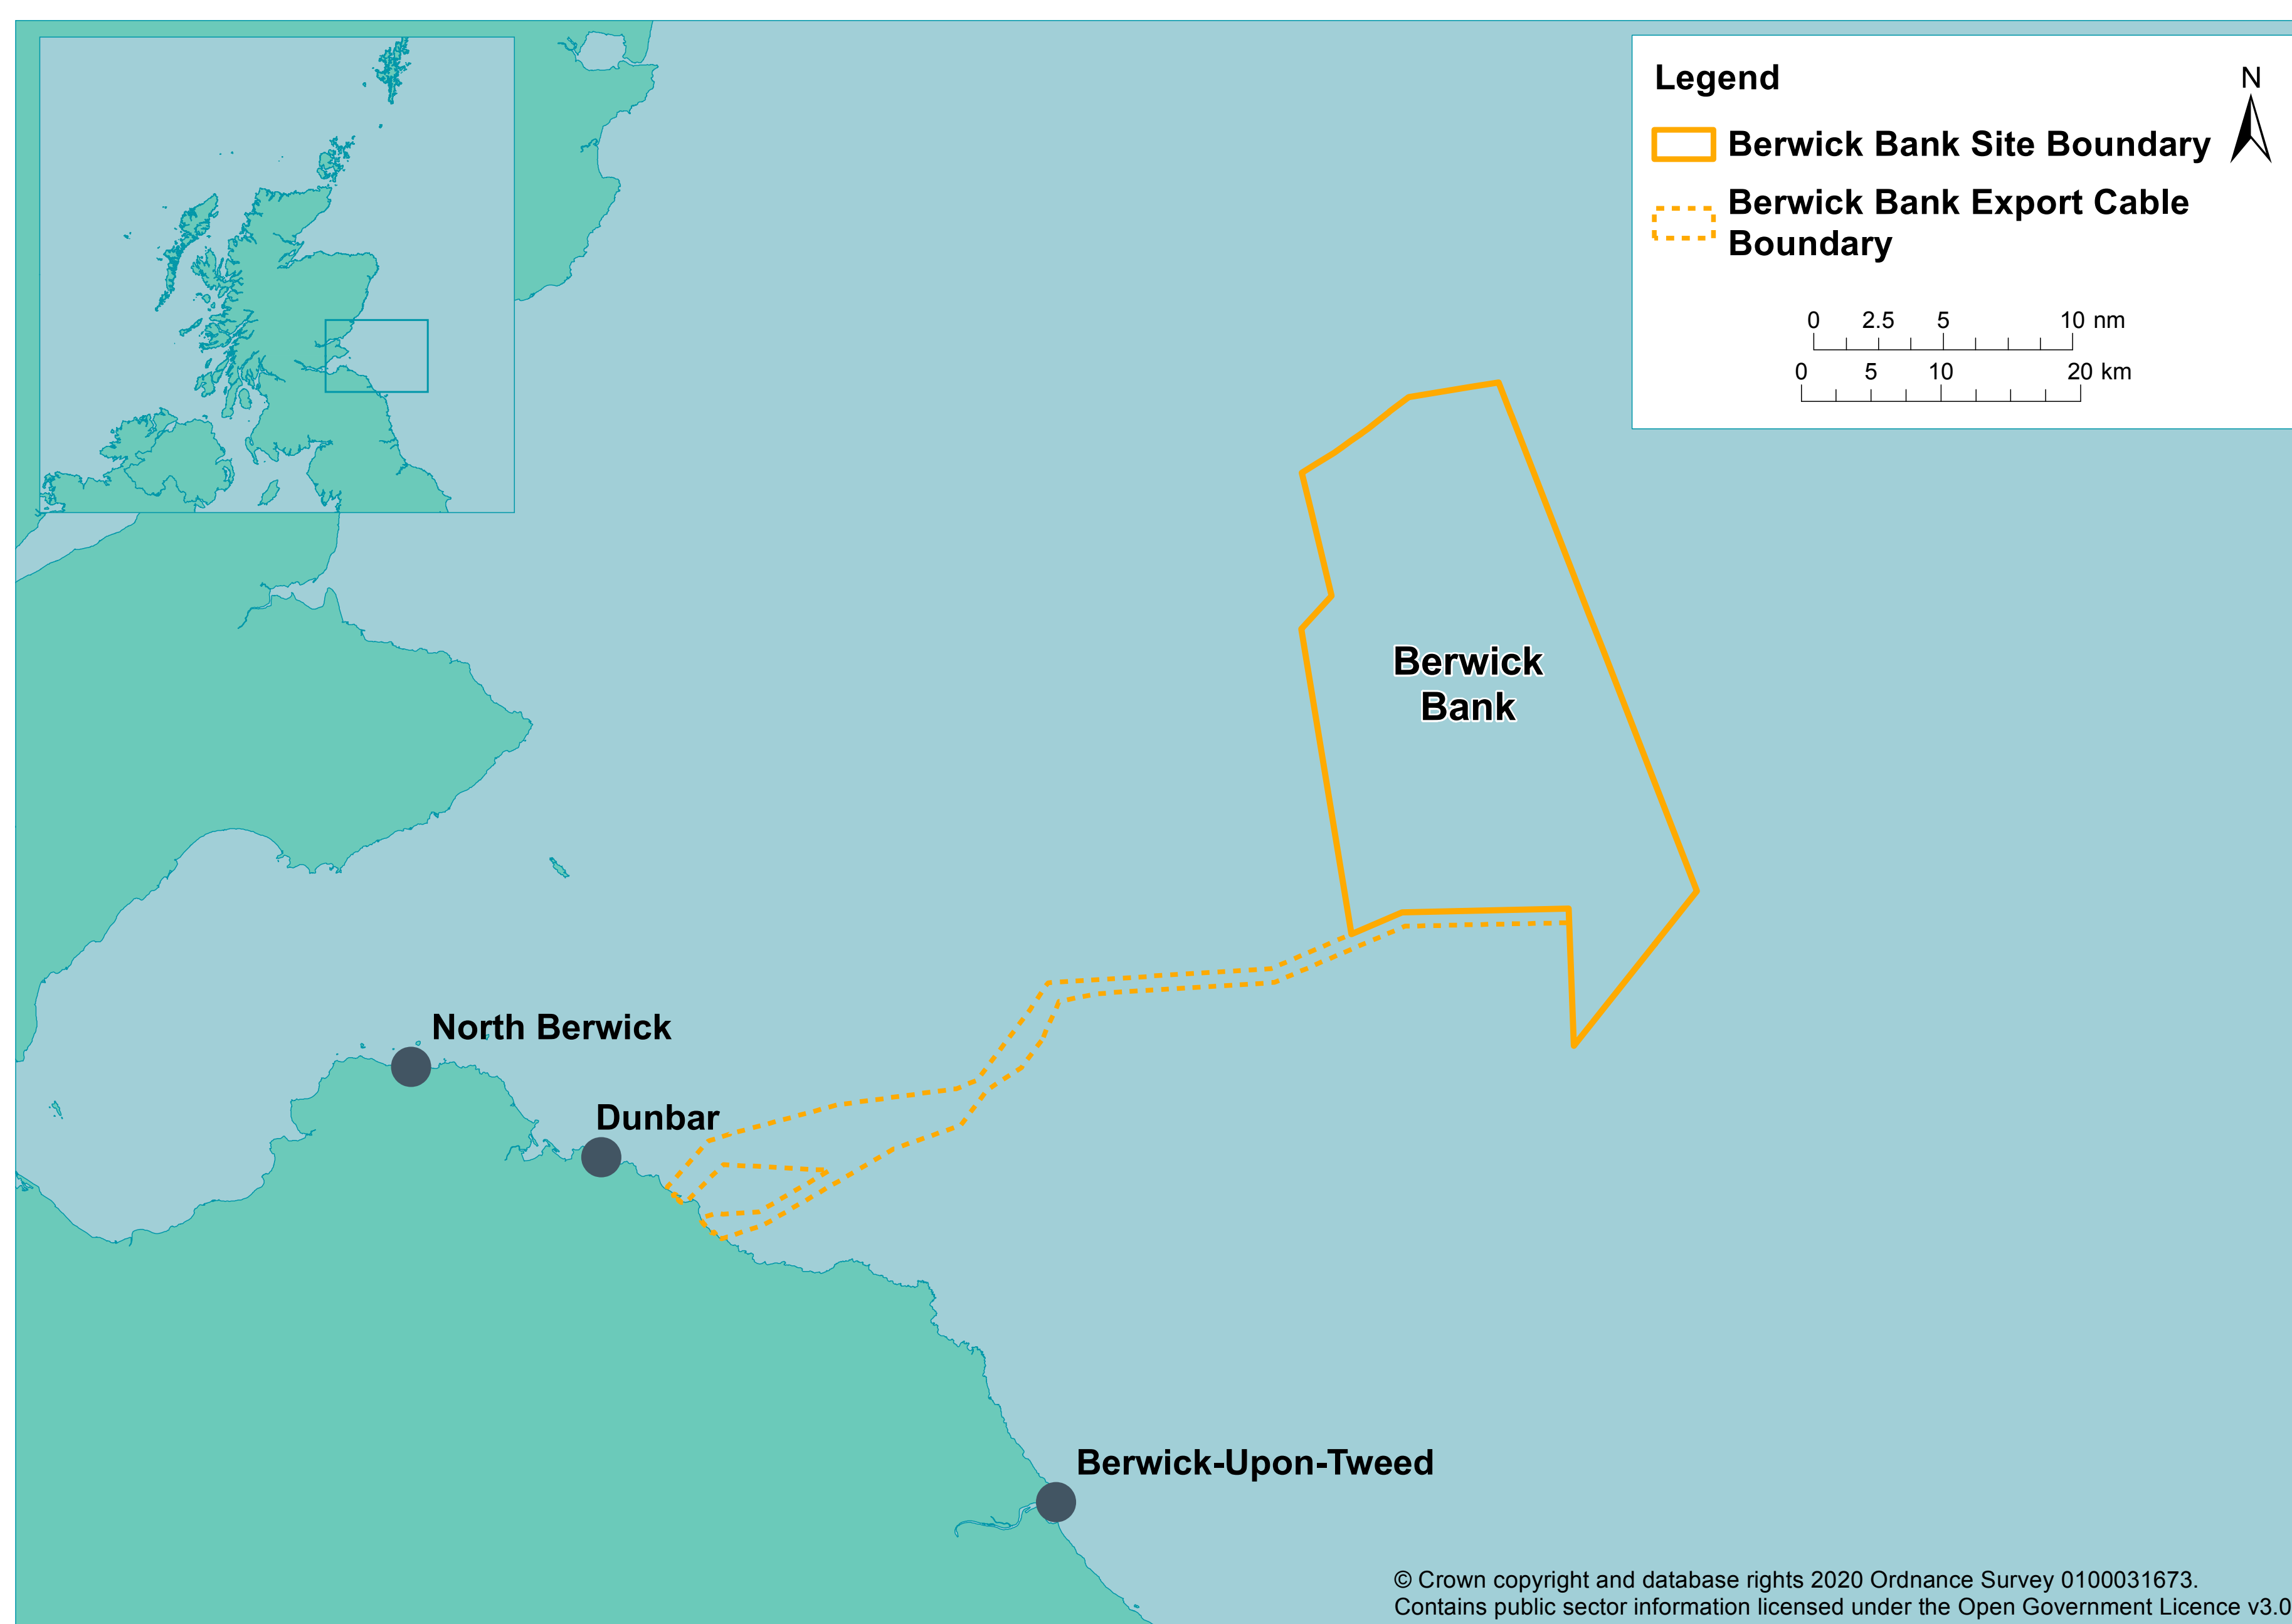 Legend
N
Berwick Bank Site Boundary
Berwick Bank Export Cable
Boundary
0 2.5 5 10 nm
0 5 10 20 km
Berwick
Bank
North Berwick
Dunbar
Berwick-Upon-Tweed
© Crown copyright and database rights 2020 Ordnance Survey 0100031673.
Contains public sector information licensed under the Open Government Licence v3.0